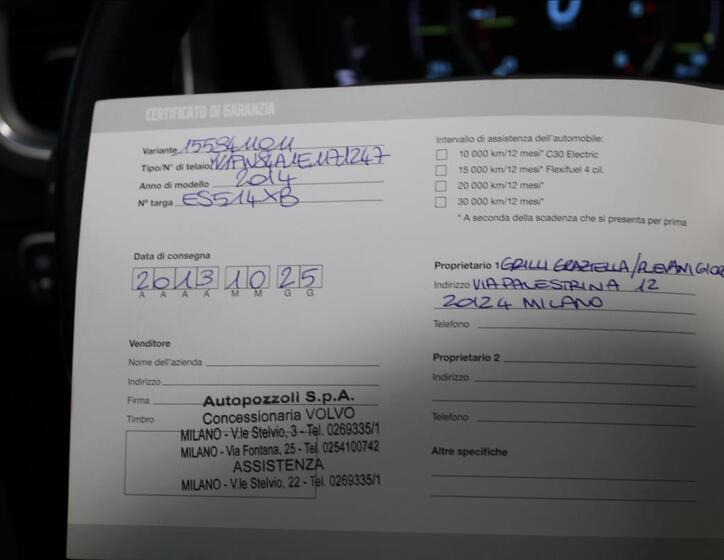 CERTIFICATO DI GARANZIA
Variante 1558411011
Tipo/N° di telaio
Anno di modello 2014
N° targa ES514XB
Data di consegna
2013 10 25
A A A A M M G G
Venditore
Nome dell'azienda
Indirizzo
Firma
Timbro
Autopozzoli S.p.A.
Concessionaria VOLVO
MILANO - V.le Stelvio, 3 - Tel. 0269335/1
MILANO - Via Fontana, 25 - Tel. 0254100742
ASSISTENZA
MILANO - V.le Stelvio, 22 - Tel. 0269335/1
Intervallo di assistenza dell'automobile:
10 000 km/12 mesi* C30 Electric
15 000 km/12 mesi* Flexifuel 4 cil.
20 000 km/12 mesi*
30 000 km/12 mesi*
* A seconda della scadenza che si presenta per prima
Proprietario 1 GRILLI GRAZIELLA/
Indirizzo VIA PALESTRINA 12
20124 MILANO
Telefono
Proprietario 2
Indirizzo
Telefono
Altre specifiche